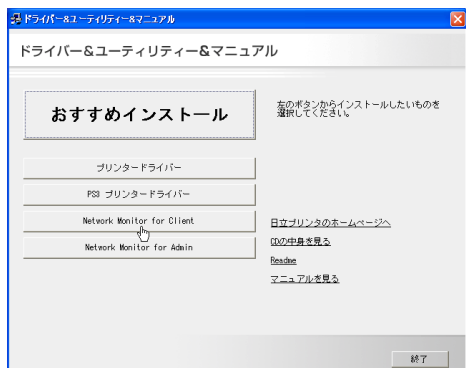 ドライバー&ユーティリティー&マニュアル
ドライバー&ユーティリティー&マニュアル
おすすめインストール
左のボタンからインストールしたいものを
選択してください。
プリンタードライバー
PS3 プリンタードライバー
Network Monitor for Client
Network Monitor for Admin
日立プリンタのホームページへ
CDの中身を見る
Readme
マニュアルを見る
終了